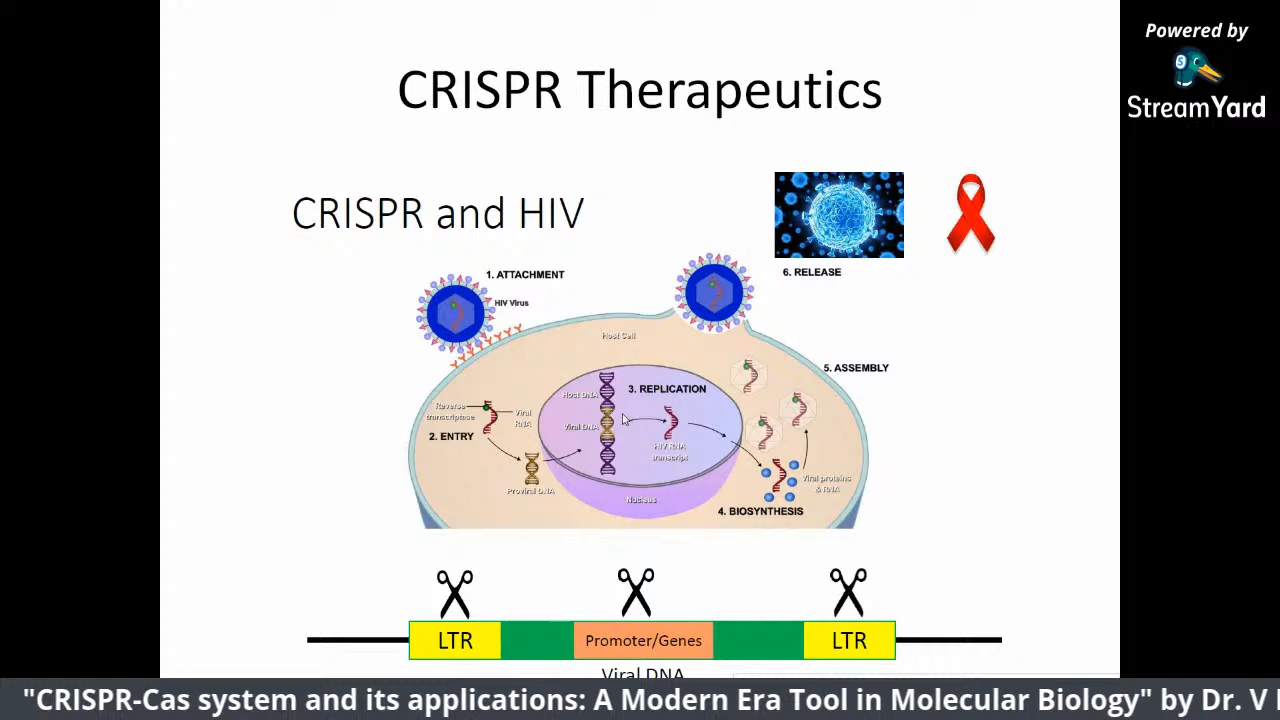 Powered by
StreamYard
CRISPR Therapeutics
CRISPR and HIV
1. ATTACHMENT
HIV Virus
6. RELEASE
Host Cell
5. ASSEMBLY
3. REPLICATION
Host DNA
Reverse
transcriptase
Viral
RNA
Viral DNA
2. ENTRY
HIV RNA
transcript
Proviral DNA
Viral proteins
& RNA
Nucleus
4. BIOSYNTHESIS
LTR
Promoter/Genes
LTR
Viral DNA
"CRISPR-Cas system and its applications: A Modern Era Tool in Molecular Biology" by Dr. V